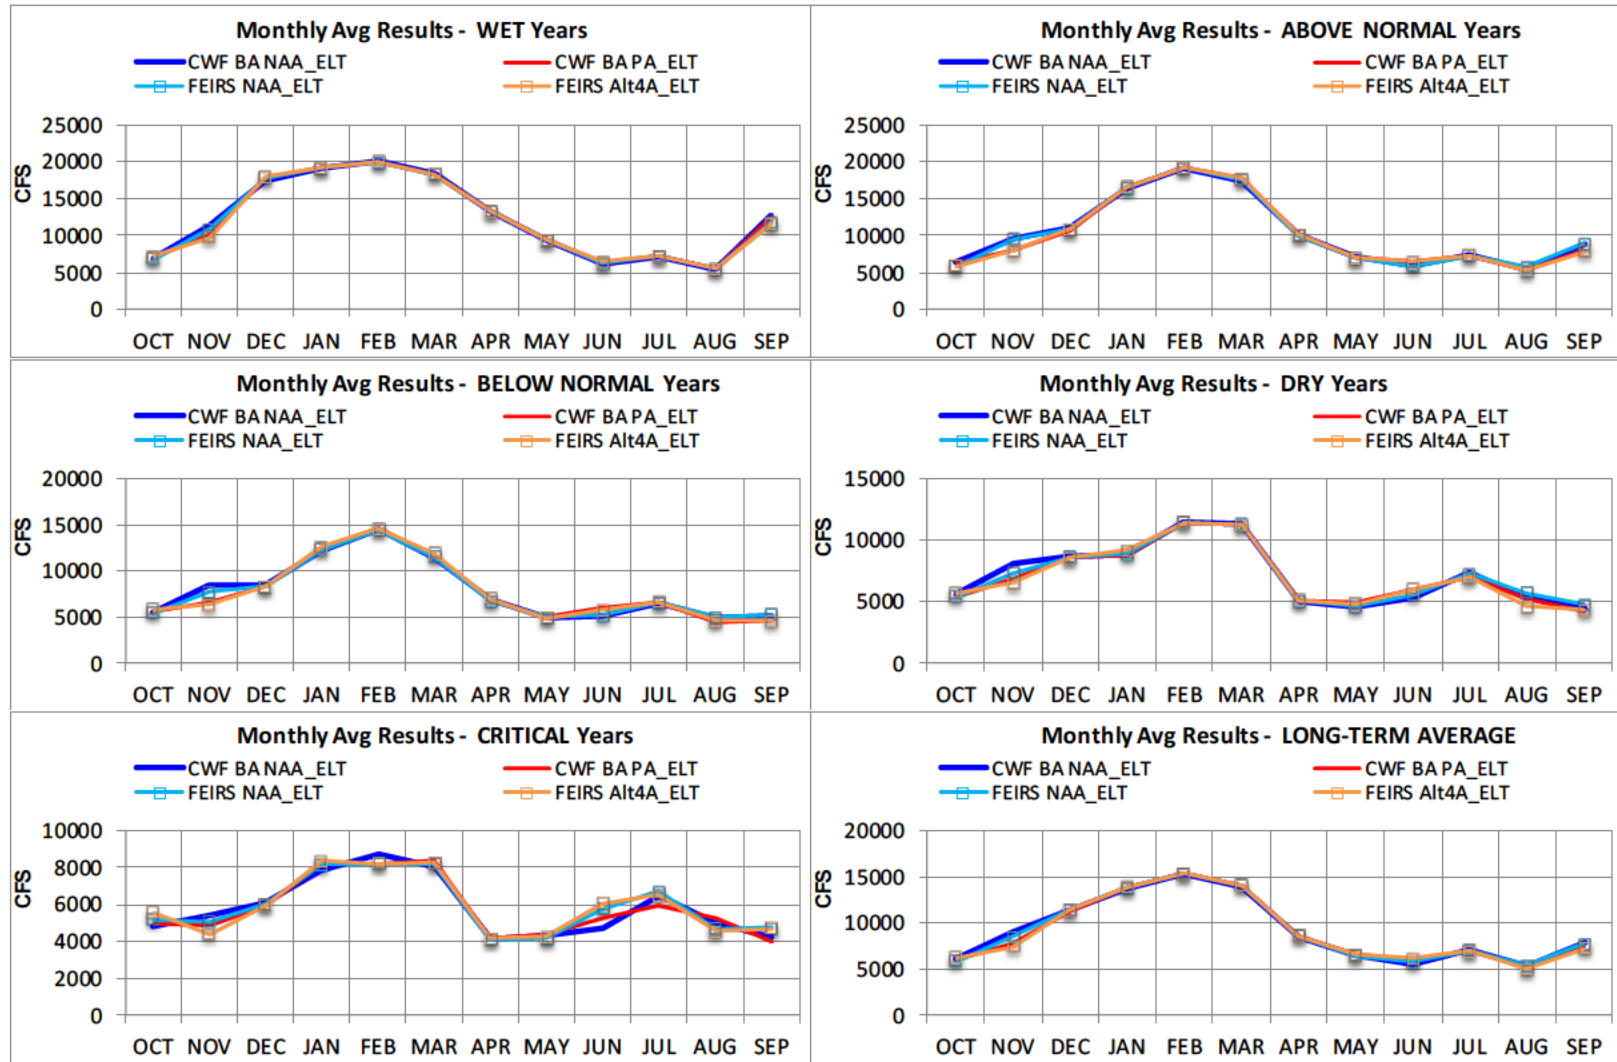 Monthly Avg Results - WET Years
CWF BA NAA_ELT CWF BA PA_ELT
FEIRS NAA_ELT FEIRS Alt4A_ELT
25000
20000
15000
10000
5000
0
CFS
OCT NOV DEC JAN FEB MAR APR MAY JUN JUL AUG SEP
Monthly Avg Results - ABOVE NORMAL Years
CWF BA NAA_ELT CWF BA PA_ELT
FEIRS NAA_ELT FEIRS Alt4A_ELT
25000
20000
15000
10000
5000
0
CFS
OCT NOV DEC JAN FEB MAR APR MAY JUN JUL AUG SEP
Monthly Avg Results - BELOW NORMAL Years
CWF BA NAA_ELT CWF BA PA_ELT
FEIRS NAA_ELT FEIRS Alt4A_ELT
20000
15000
10000
5000
0
CFS
OCT NOV DEC JAN FEB MAR APR MAY JUN JUL AUG SEP
Monthly Avg Results - DRY Years
CWF BA NAA_ELT CWF BA PA_ELT
FEIRS NAA_ELT FEIRS Alt4A_ELT
15000
10000
5000
0
CFS
OCT NOV DEC JAN FEB MAR APR MAY JUN JUL AUG SEP
Monthly Avg Results - CRITICAL Years
CWF BA NAA_ELT CWF BA PA_ELT
FEIRS NAA_ELT FEIRS Alt4A_ELT
10000
8000
6000
4000
2000
0
CFS
OCT NOV DEC JAN FEB MAR APR MAY JUN JUL AUG SEP
Monthly Avg Results - LONG-TERM AVERAGE
CWF BA NAA_ELT CWF BA PA_ELT
FEIRS NAA_ELT FEIRS Alt4A_ELT
20000
15000
10000
5000
0
CFS
OCT NOV DEC JAN FEB MAR APR MAY JUN JUL AUG SEP